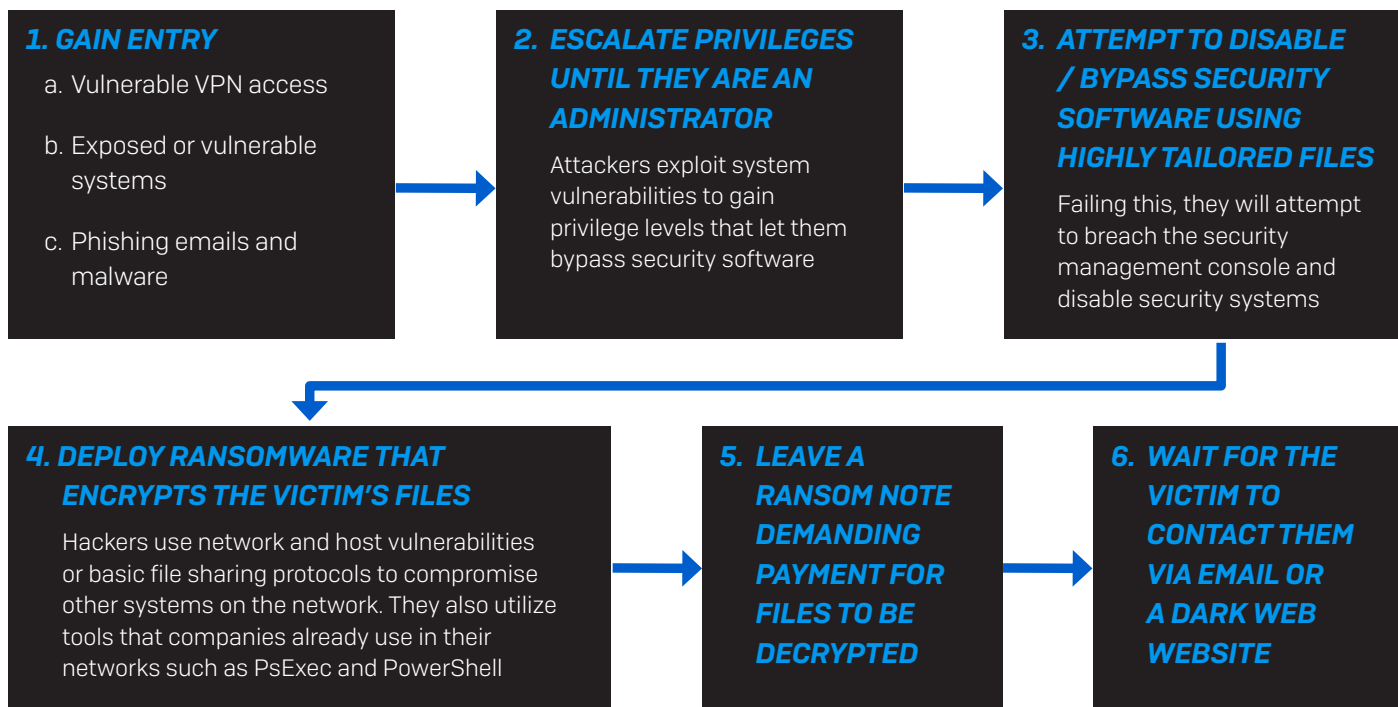 1. GAIN ENTRY
a. Vulnerable VPN access
b. Exposed or vulnerable
systems
c. Phishing emails and
malware
2. ESCALATE PRIVILEGES
UNTIL THEY ARE AN
ADMINISTRATOR
Attackers exploit system
vulnerabilities to gain
privilege levels that let them
bypass security software
3. ATTEMPT TO DISABLE
/ BYPASS SECURITY
SOFTWARE USING
HIGHLY TAILORED FILES
Failing this, they will attempt
to breach the security
management console and
disable security systems
4. DEPLOY RANSOMWARE THAT
ENCRYPTS THE VICTIM'S FILES
Hackers use network and host vulnerabilities
or basic file sharing protocols to compromise
other systems on the network. They also utilize
tools that companies already use in their
networks such as PsExec and PowerShell
5. LEAVE A
RANSOM NOTE
DEMANDING
PAYMENT FOR
FILES TO BE
DECRYPTED
6. WAIT FOR THE
VICTIM TO
CONTACT THEM
VIA EMAIL OR
A DARK WEB
WEBSITE